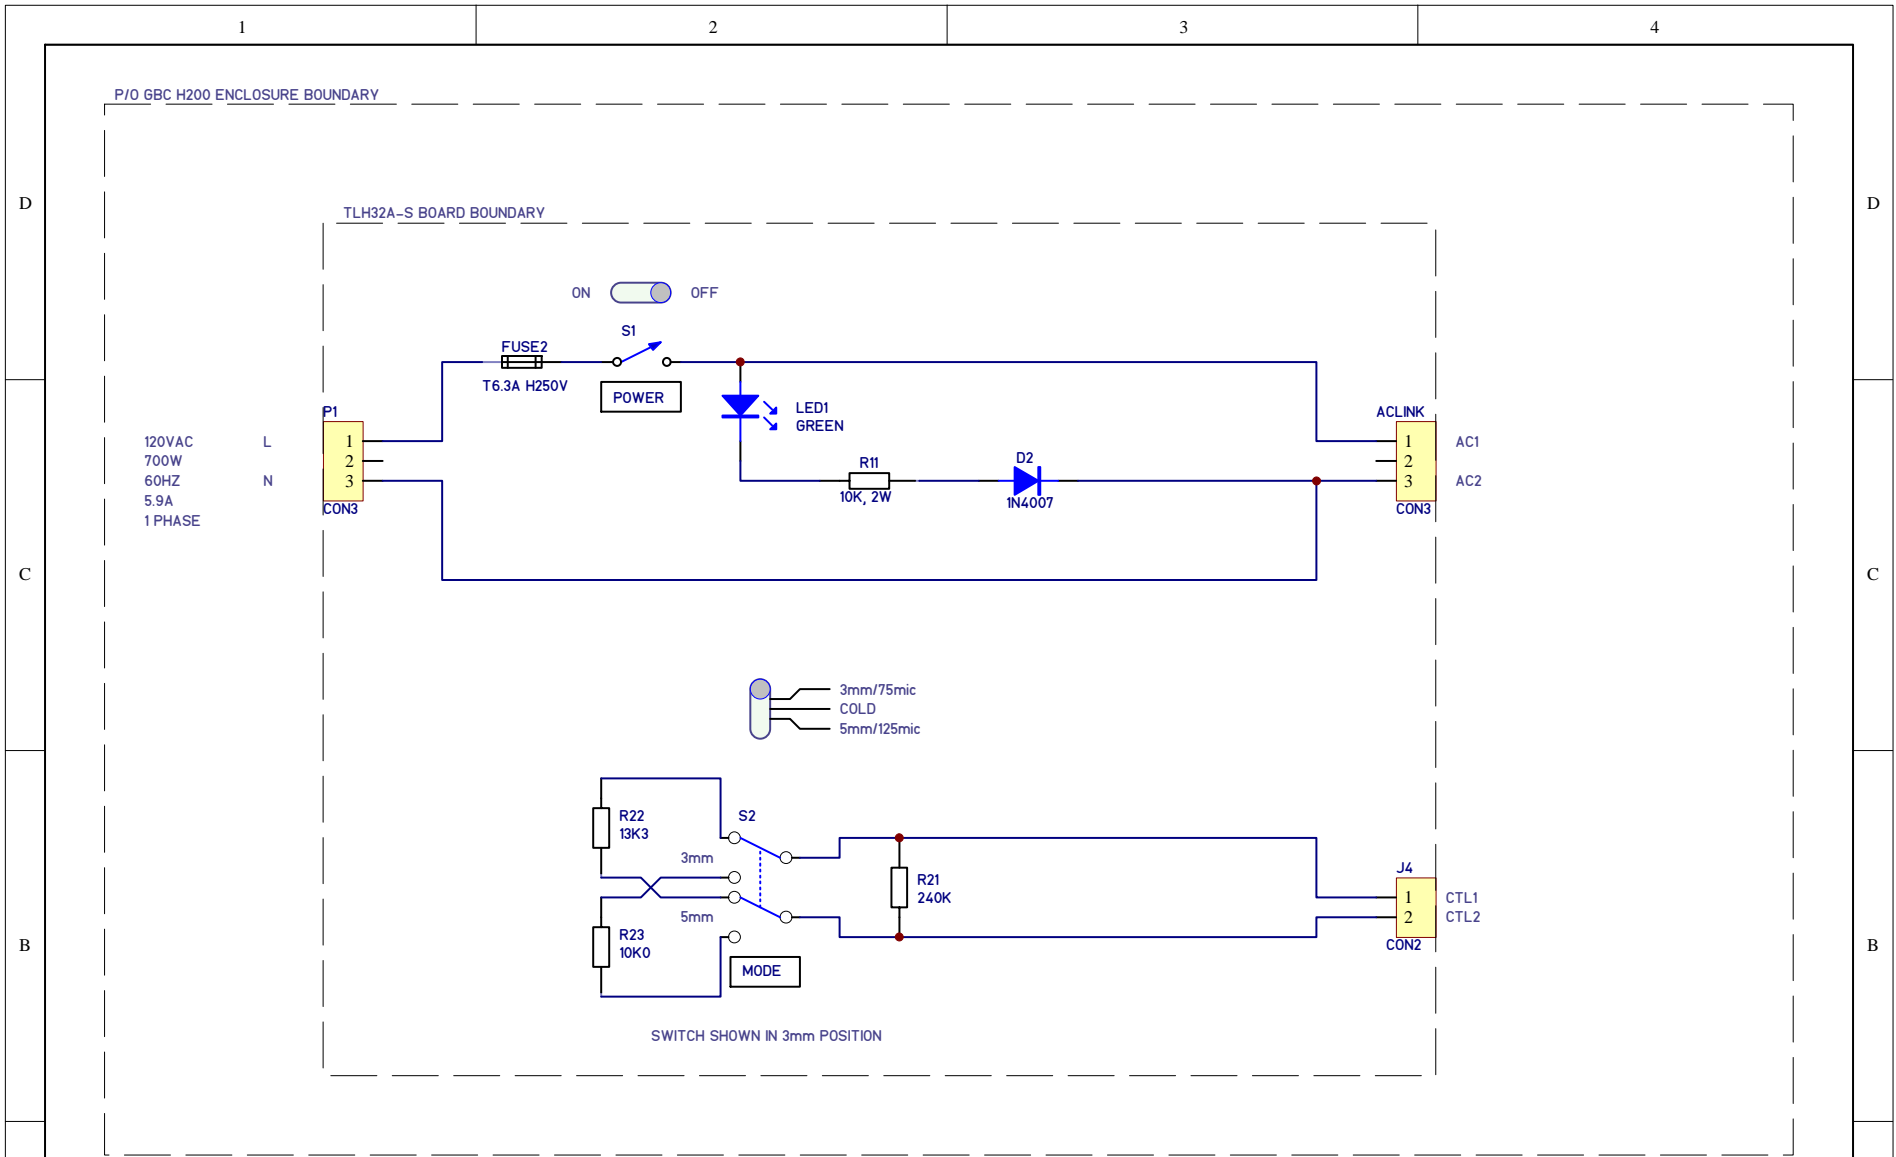 1 2 3 4
P/O GBC H200 ENCLOSURE BOUNDARY
D D
TLH32A-S BOARD BOUNDARY
ON OFF
S1
FUSE2
T6.3A H250V
POWER
LED1
GREEN
P1
120VAC L
700W
60HZ N
5.9A
1 PHASE
1
2
3
CON3
R11
10K, 2W
D2
1N4007
ACLINK
1 AC1
2
3 AC2
CON3
C C
3mm/75mic
COLD
5mm/125mic
R22
13K3
S2
3mm
5mm
R23
10K0
MODE
R21
240K
J4
1 CTL1
2 CTL2
CON2
B B
SWITCH SHOWN IN 3mm POSITION